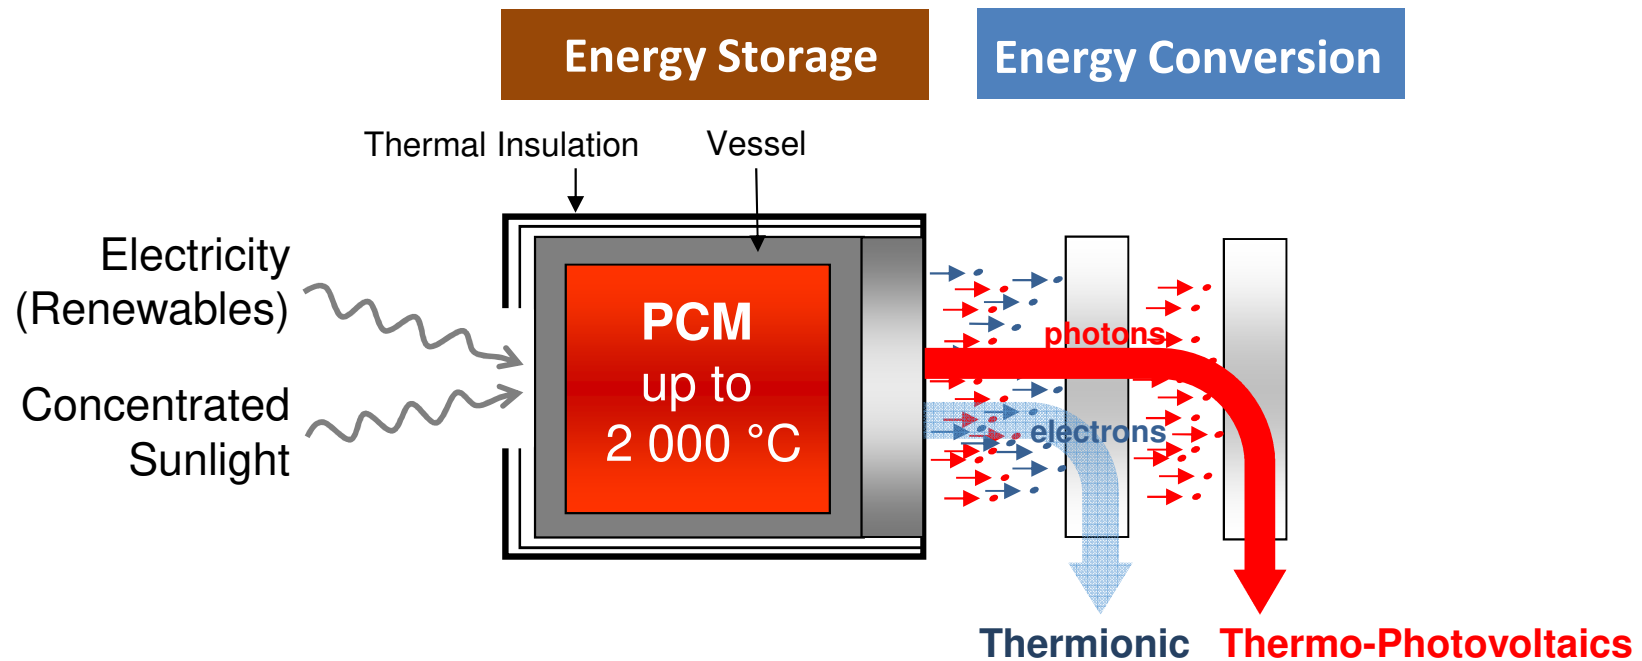 Energy Storage
Energy Conversion
Thermal Insulation
Vessel
Electricity
(Renewables)
Concentrated
Sunlight
PCM
up to
2 000 °C
photons
electrons
Thermionic
Thermo-Photovoltaics